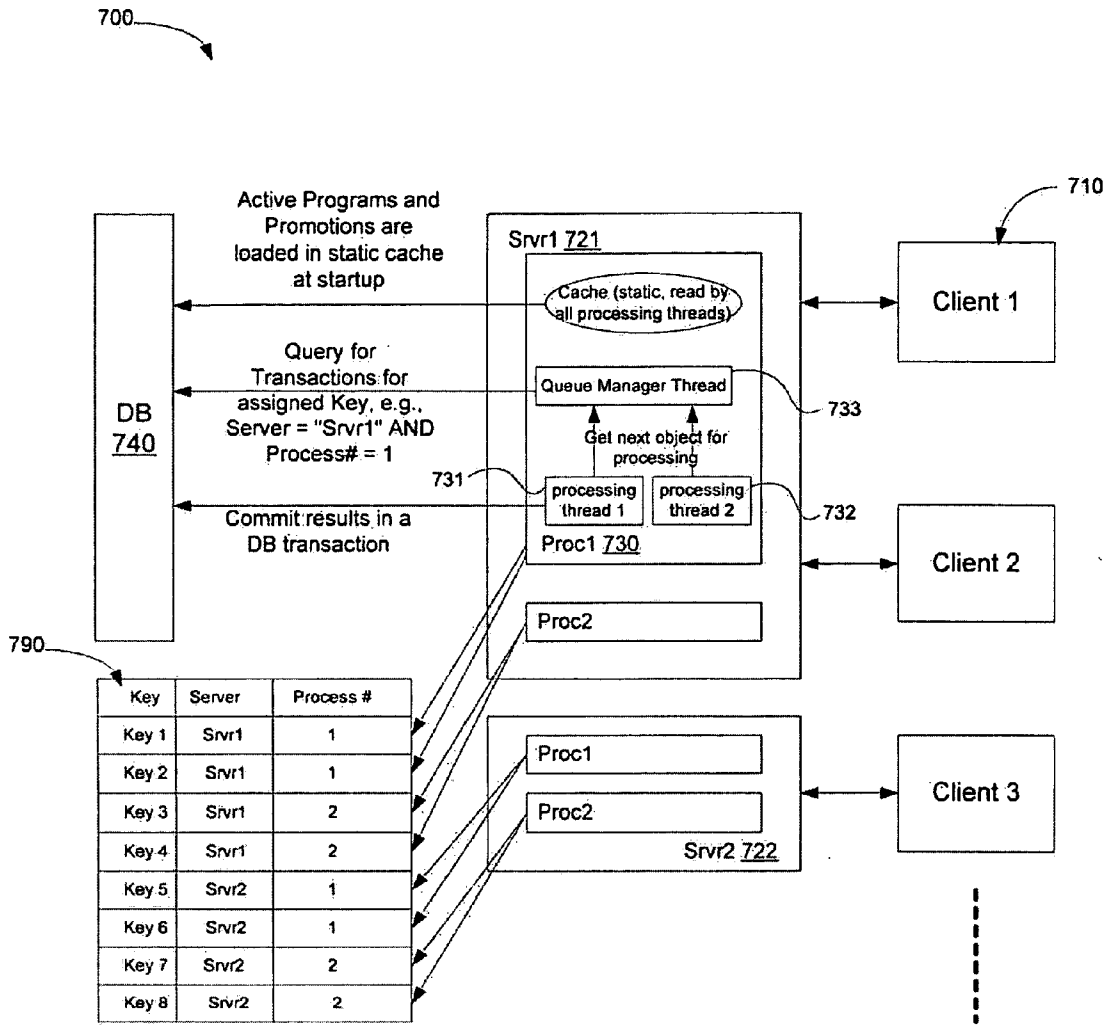 700
710
Active Programs and
Promotions are
loaded in static cache
at startup
Query for
Transactions for
assigned Key, e.g.,
Server = "Srvr1" AND
Process# = 1
Commit results in a
DB transaction
DB
740
Srvr1 721
Cache (static, read by
all processing threads)
Queue Manager Thread
733
Get next object for
processing
731
processing
thread 1
processing
thread 2
732
Proc1 730
Proc2
Client 1
Client 2
Proc1
Proc2
Srvr2 722
Client 3
790
Key Server Process #
Key 1 Srvr1 1
Key 2 Srvr1 1
Key 3 Srvr1 2
Key 4 Srvr1 2
Key 5 Srvr2 1
Key 6 Srvr2 1
Key 7 Srvr2 2
Key 8 Srvr2 2